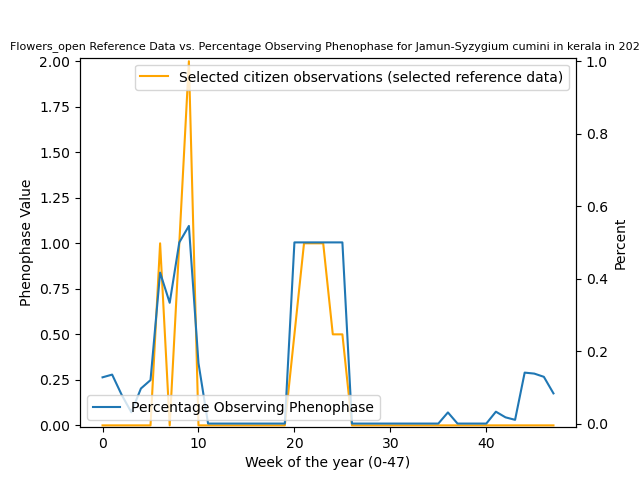 Flowers_open Reference Data vs. Percentage Observing Phenophase for Jamun-Syzygium cumini in kerala in 202
Selected citizen observations (selected reference data)
Percentage Observing Phenophase
Phenophase Value
2.00
1.75
1.50
1.25
1.00
0.75
0.50
0.25
0.00
Percent
1.0
0.8
0.6
0.4
0.2
0.0
0 10 20 30 40
Week of the year (0-47)